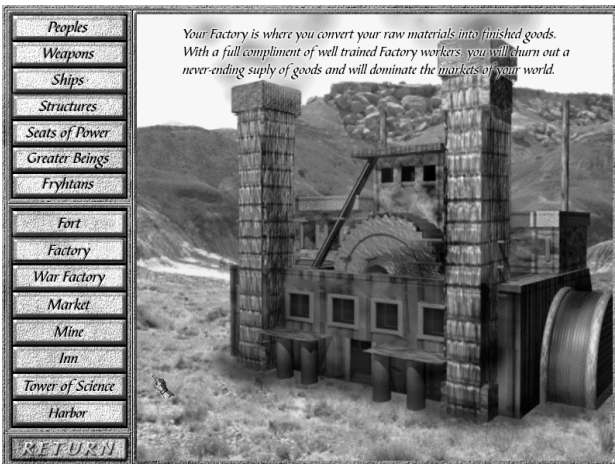 Peoples
Weapons
Ships
Structures
Seats of Power
Greater Beings
Fryhtans
Fort
Factory
War Factory
Market
Mine
Inn
Tower of Science
Harbor
RETURN
Your Factory is where you convert your raw materials into finished goods.
With a full compliment of well trained Factory workers, you will churn out a
never-ending suply of goods and will dominate the markets of your world.